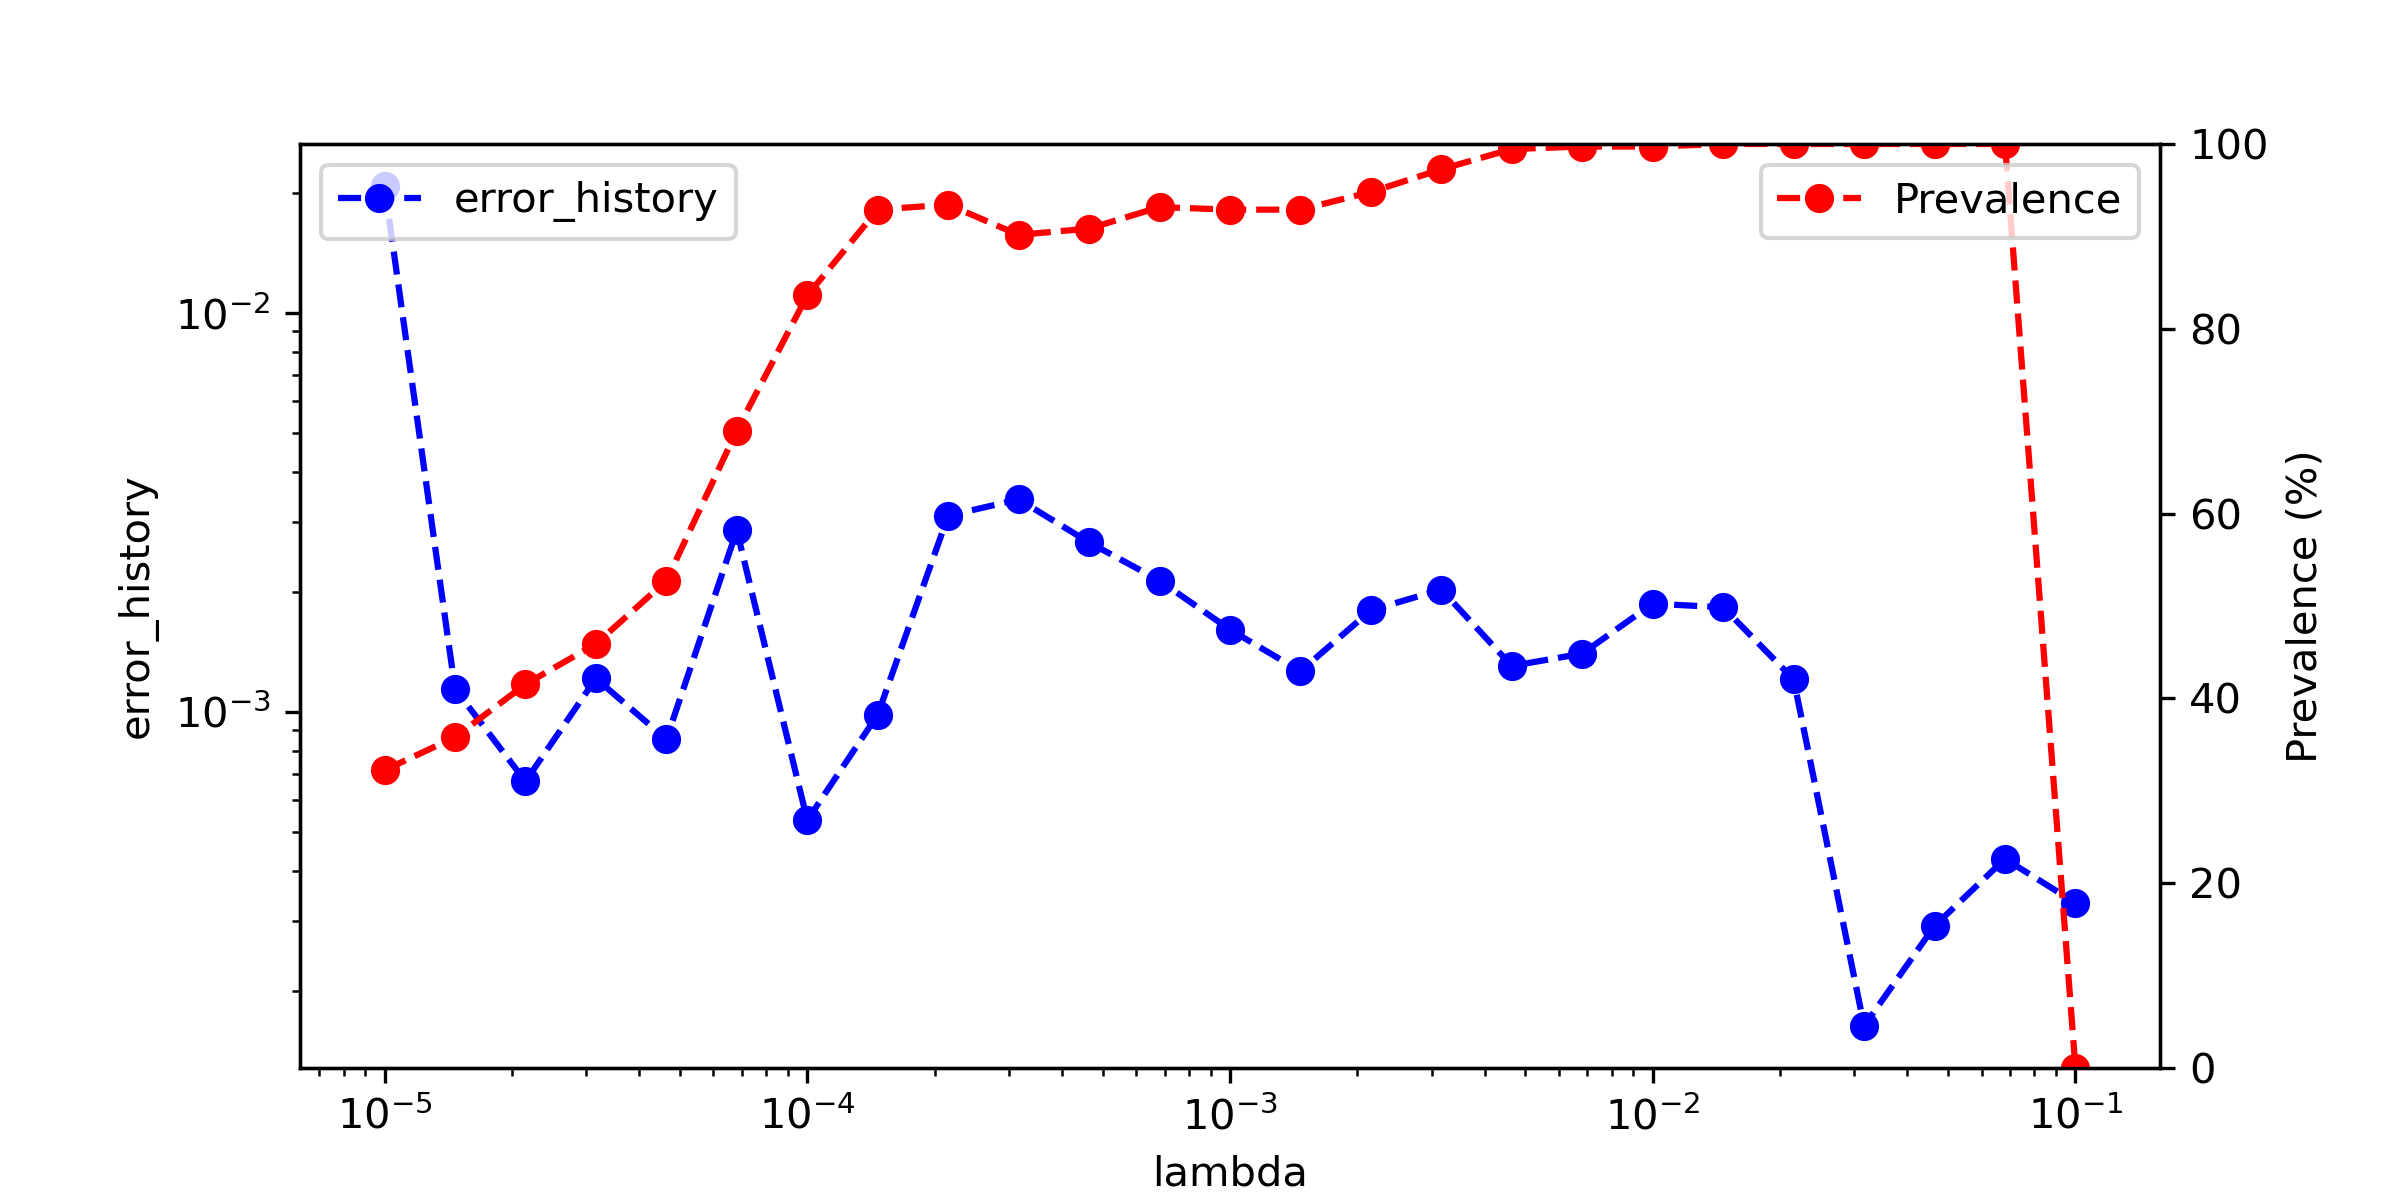 error_history
Prevalence
10⁻²
10⁻³
error_history
100
80
60
40
20
0
Prevalence (%)
10⁻⁵ 10⁻⁴ 10⁻³ 10⁻² 10⁻¹
lambda